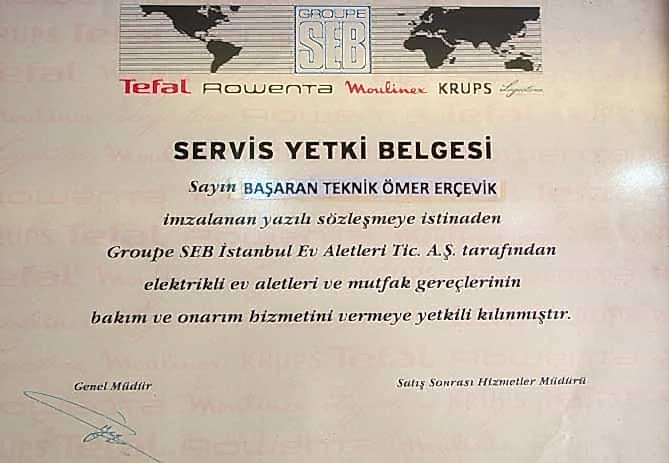 GROUPE
SEB
Tefal ROWENTA Moulinex KRUPS Lagostina
SERVİS YETKİ BELGESİ
Sayın BAŞARAN TEKNİK ÖMER ERÇEVİK
imzalanan yazılı sözleşmeye istinaden
Groupe SEB İstanbul Ev Aletleri Tic. A.Ş. tarafından
elektrikli ev aletleri ve mutfak gereçlerinin
bakım ve onarım hizmetini vermeye yetkili kılınmıştır.
Genel Müdür Satış Sonrası Hizmetler Müdürü